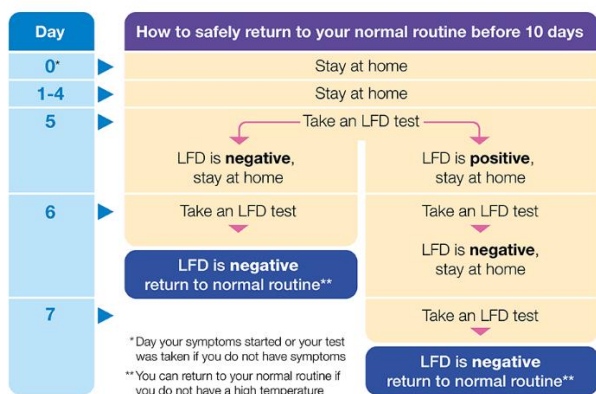 Day
How to safely return to your normal routine before 10 days
0*
Stay at home
1-4
Stay at home
5
Take an LFD test
LFD is negative,
stay at home
LFD is positive,
stay at home
6
Take an LFD test
LFD is negative
return to normal routine**
Take an LFD test
LFD is negative,
stay at home
7
Take an LFD test
LFD is negative
return to normal routine**
* Day your symptoms started or your test
was taken if you do not have symptoms
** You can return to your normal routine if
you do not have a high temperature